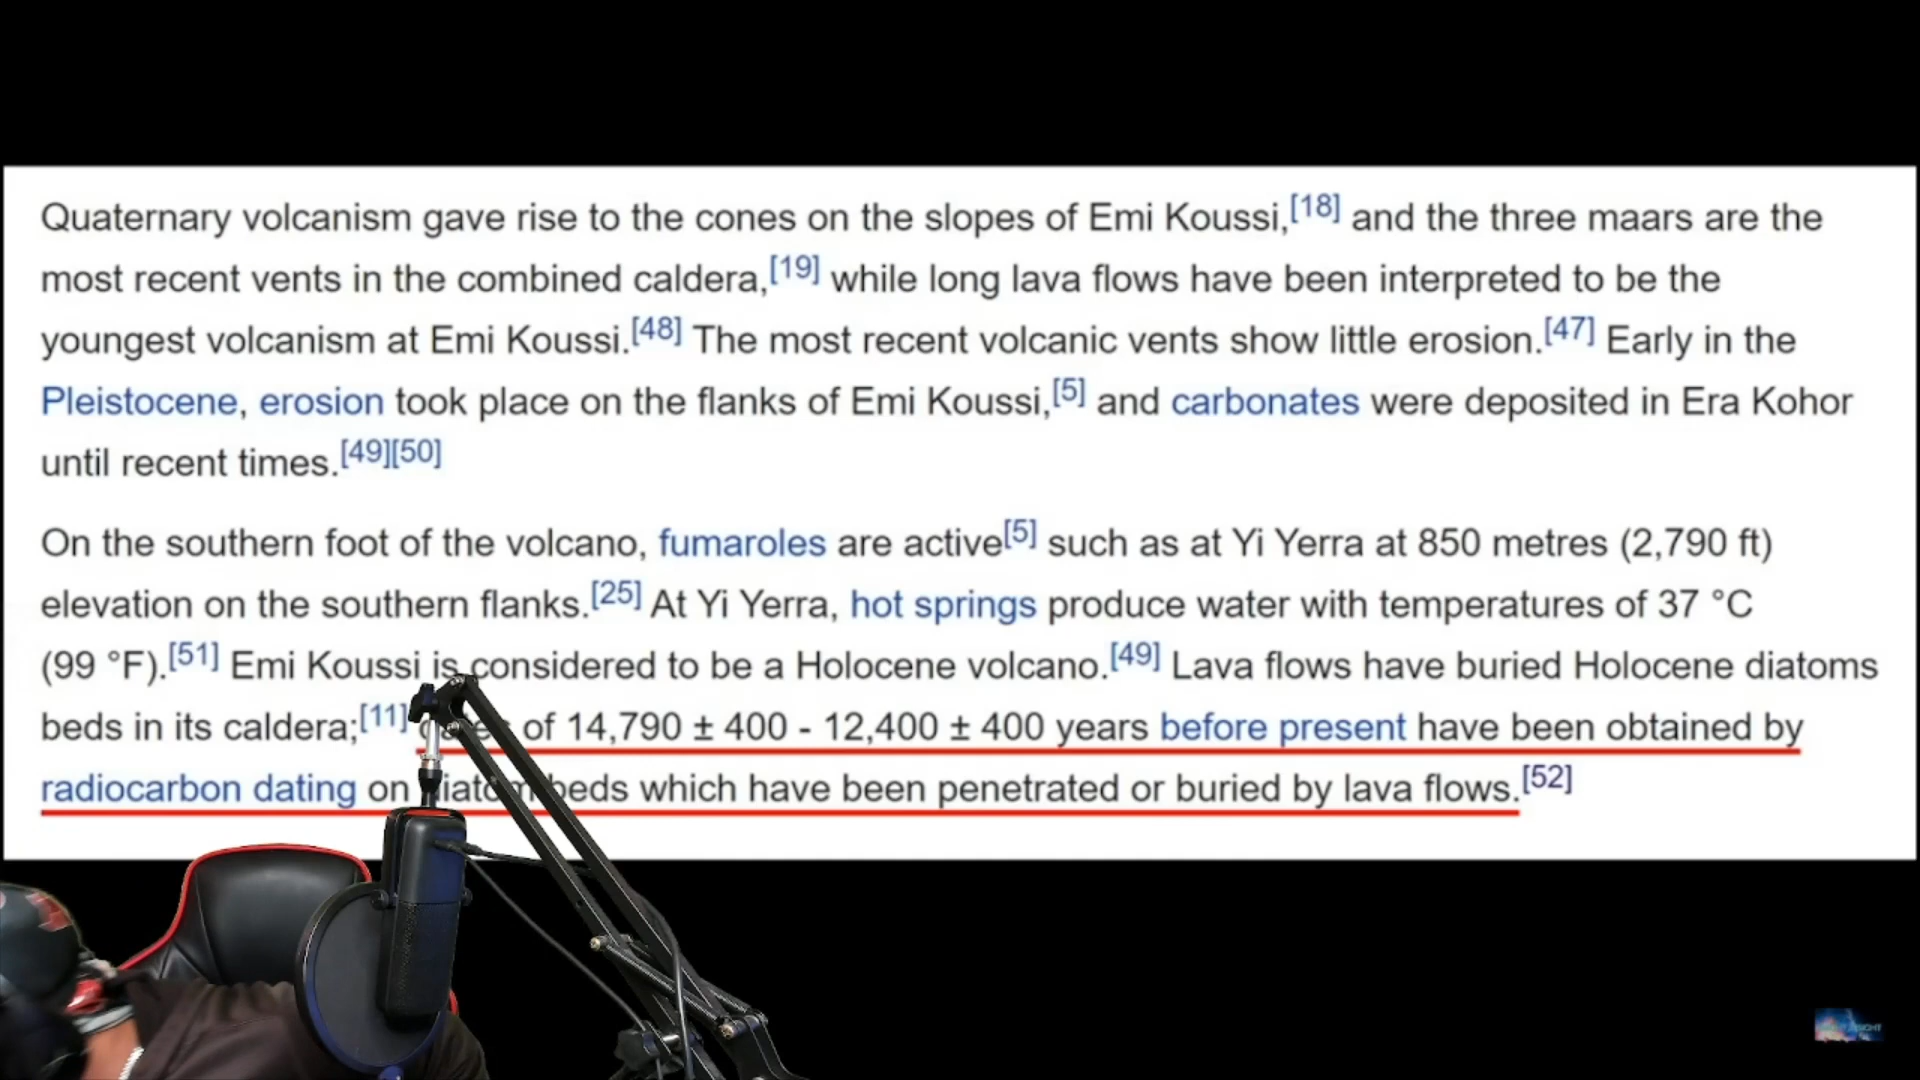 Quaternary volcanism gave rise to the cones on the slopes of Emi Koussi,[18] and the three maars are the
most recent vents in the combined caldera,[19] while long lava flows have been interpreted to be the
youngest volcanism at Emi Koussi.[48] The most recent volcanic vents show little erosion.[47] Early in the
Pleistocene, erosion took place on the flanks of Emi Koussi,[5] and carbonates were deposited in Era Kohor
until recent times.[49][50]
On the southern foot of the volcano, fumaroles are active[5] such as at Yi Yerra at 850 metres (2,790 ft)
elevation on the southern flanks.[25] At Yi Yerra, hot springs produce water with temperatures of 37 °C
(99 °F).[51] Emi Koussi is considered to be a Holocene volcano.[49] Lava flows have buried Holocene diatoms
beds in its caldera;[11] of 14,790 ± 400 - 12,400 ± 400 years before present have been obtained by
radiocarbon dating on beds which have been penetrated or buried by lava flows.[52]